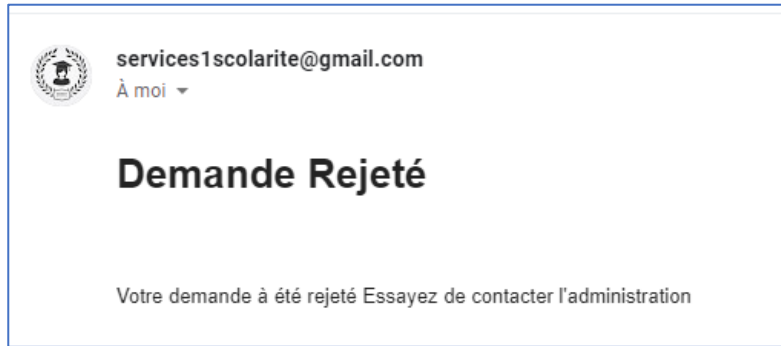 services1scolarite@gmail.com
À moi
Demande Rejeté
Votre demande à été rejeté Essayez de contacter l'administration